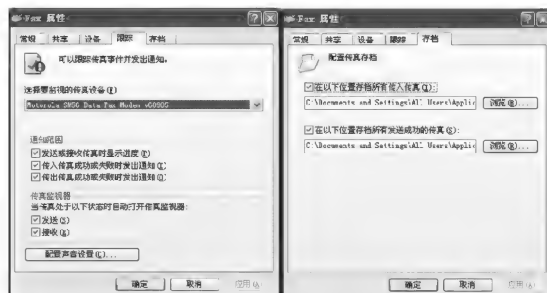 Fax 属性
常规 共享 设备 跟踪 存档
可以跟踪传真事件并发出通知。
选择要监视的传真设备(E)
Motorola SM56 Data Fax Modem
通知范围
发送或接收传真时显示进度(P)
传入传真成功或失败时发出通知(I)
传出传真成功或失败时发出通知(O)
传真监视器
当传真处于以下状态时自动打开传真监视器:
发送(S)
接收(R)
配置声音设置(C)...
确定 取消 应用(A)
Fax 属性
常规 共享 设备 跟踪 存档
配置传真存档
在以下位置存档所有传入传真(I):
C:\Documents and Settings\All Users\Applic 浏览(B)...
在以下位置存档所有发送成功的传真(S):
C:\Documents and Settings\All Users\Applic 浏览(R)...
确定 取消 应用(A)